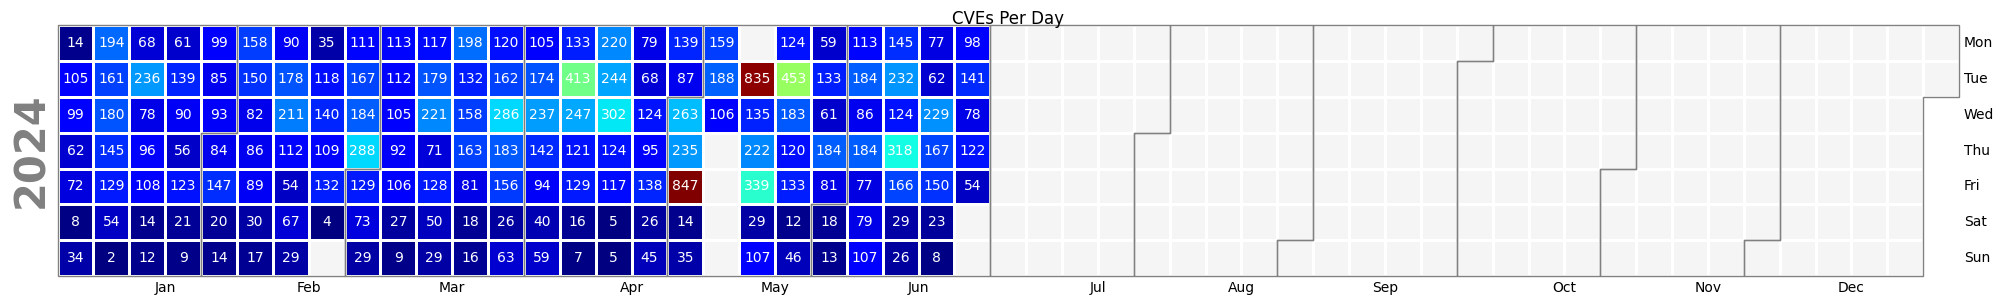 CVEs Per Day
2024
14 194 68 61 99 158 90 35 111 113 117 198 120 105 133 220 79 139 159 124 59 113 145 77 98 Mon
105 161 236 139 85 150 178 118 167 112 179 132 162 174 413 244 68 87 188 835 453 133 184 232 62 141 Tue
99 180 78 90 93 82 211 140 184 105 221 158 286 237 247 302 124 263 106 135 183 61 86 124 229 78 Wed
62 145 96 56 84 86 112 109 288 92 71 163 183 142 121 124 95 235 222 120 184 184 318 167 122 Thu
72 129 108 123 147 89 54 132 129 106 128 81 156 94 129 117 138 847 339 133 81 77 166 150 54 Fri
8 54 14 21 20 30 67 4 73 27 50 18 26 40 16 5 26 14 29 12 18 79 29 23 Sat
34 2 12 9 14 17 29 29 9 29 16 63 59 7 5 45 35 107 46 13 107 26 8 Sun
Jan Feb Mar Apr May Jun Jul Aug Sep Oct Nov Dec